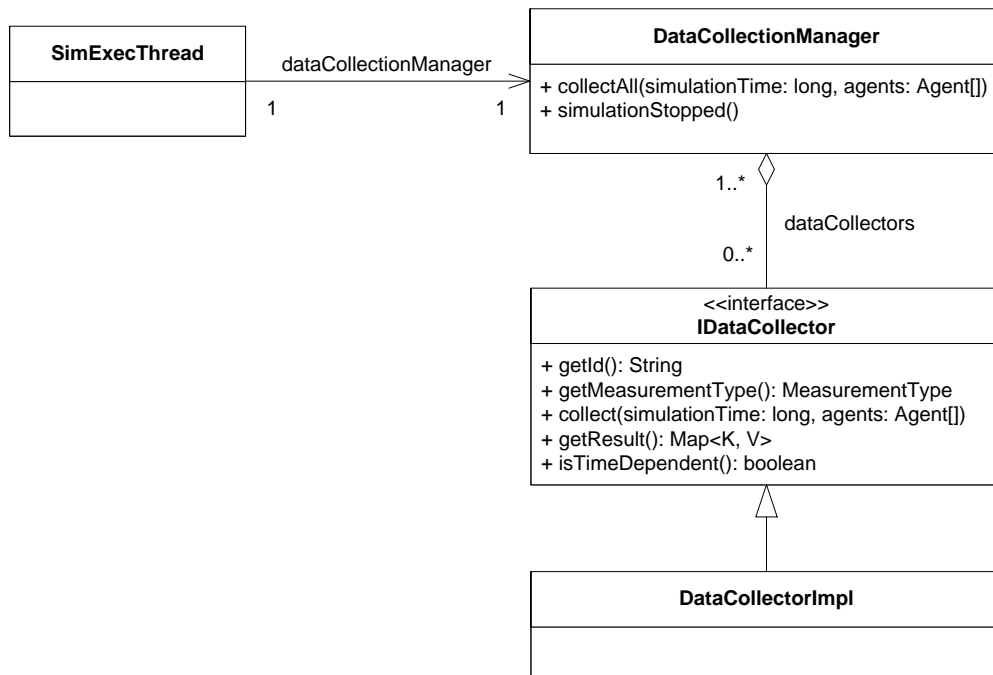 SimExecThread
dataCollectionManager
1
1
DataCollectionManager
+ collectAll(simulationTime: long, agents: Agent[])
+ simulationStopped()
1..*
dataCollectors
0..*
<<interface>>
IDataCollector
+ getId(): String
+ getMeasurementType(): MeasurementType
+ collect(simulationTime: long, agents: Agent[])
+ getResult(): Map<K, V>
+ isTimeDependent(): boolean
DataCollectorImpl